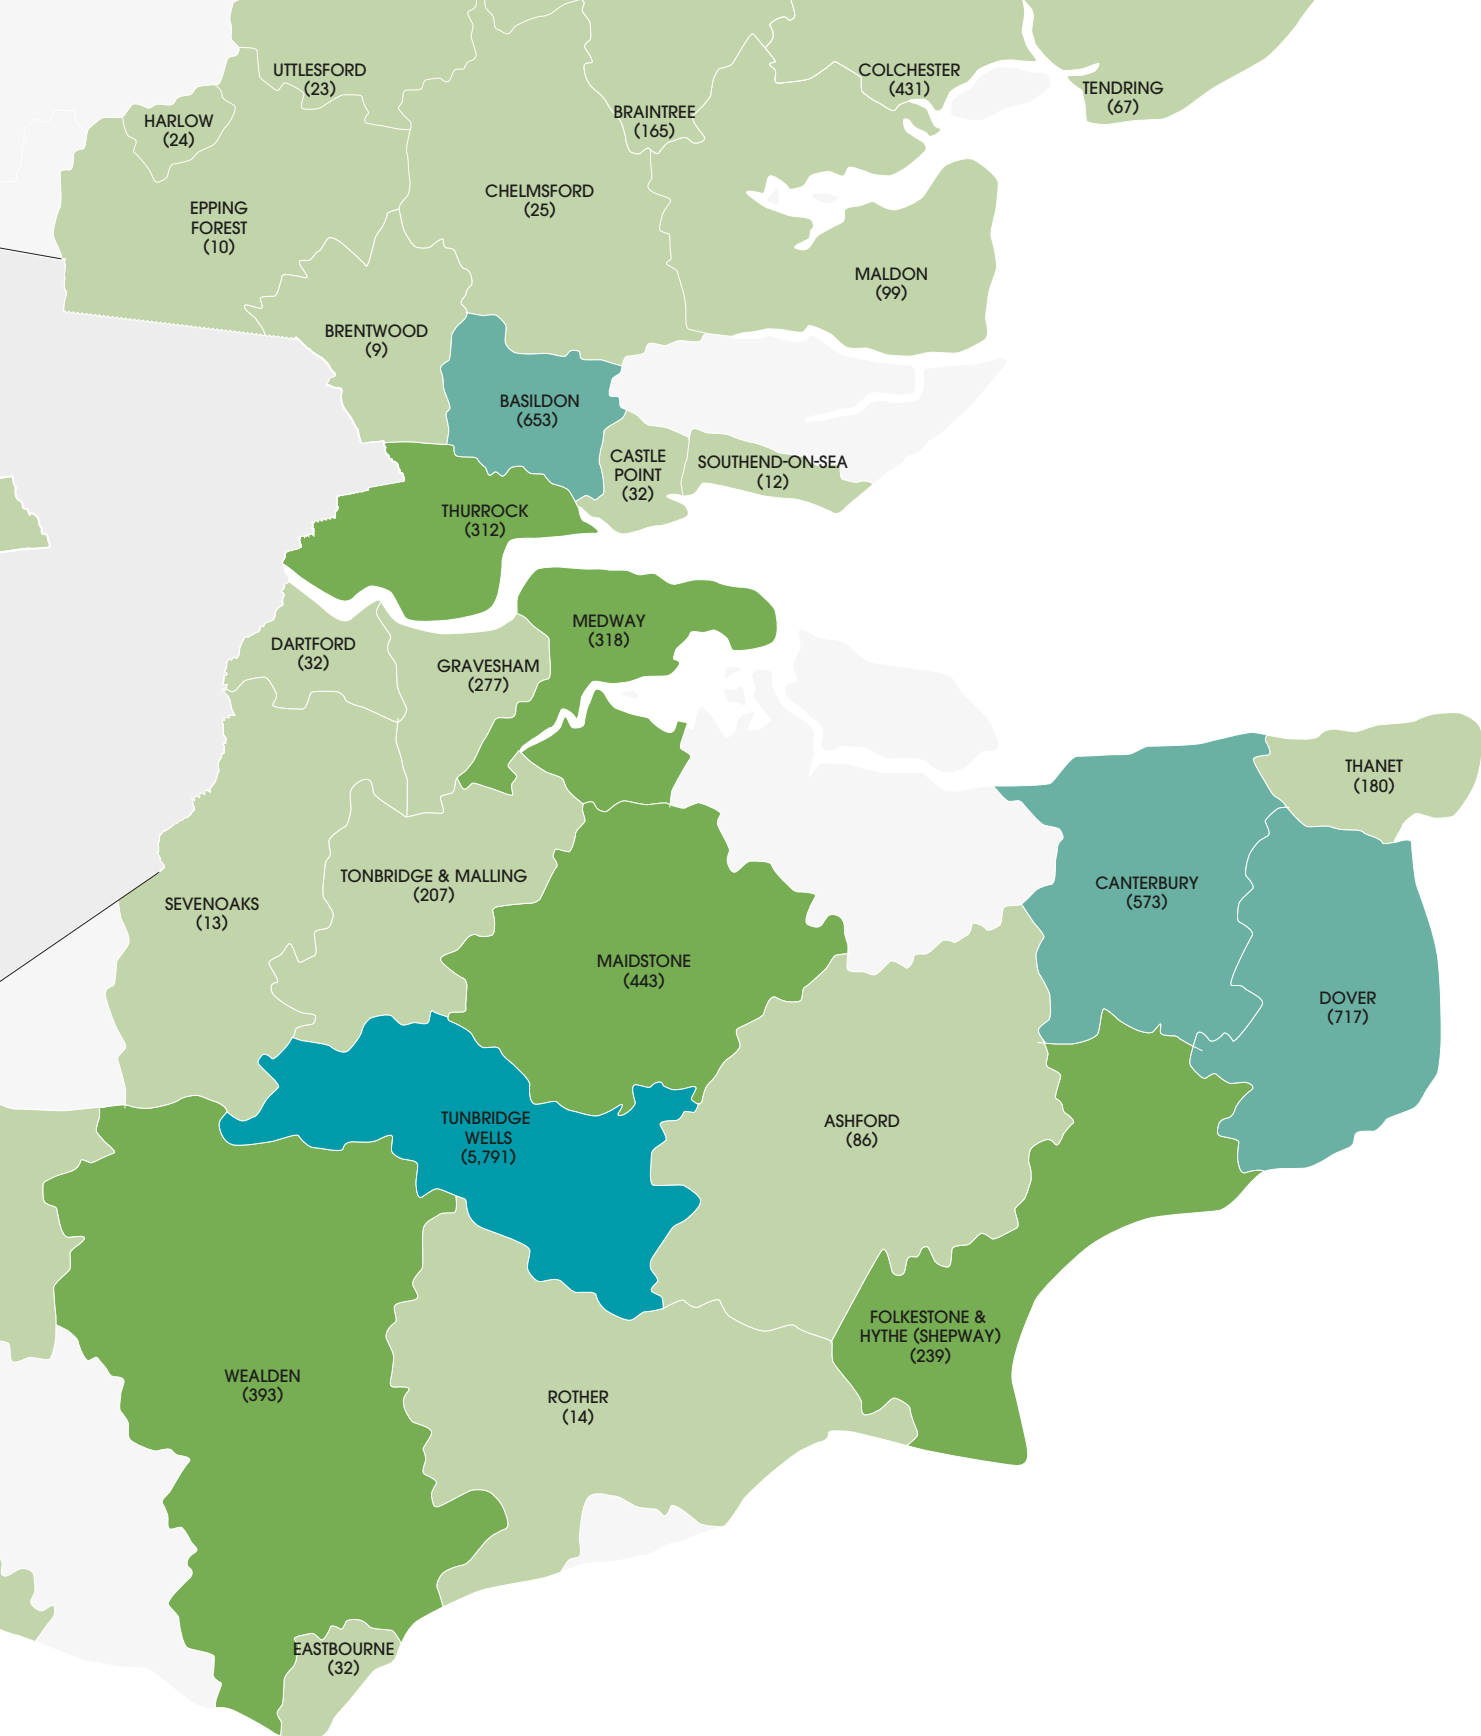 UTTLESFORD
(23)
COLCHESTER
(431)
TENDRING
(67)
HARLOW
(24)
BRAINTREE
(165)
EPPING
FOREST
(10)
CHELMSFORD
(25)
MALDON
(99)
BRENTWOOD
(9)
BASILDON
(653)
CASTLE
POINT
(32)
SOUTHEND-ON-SEA
(12)
THURROCK
(312)
MEDWAY
(318)
DARTFORD
(32)
GRAVESHAM
(277)
THANET
(180)
TONBRIDGE & MALLING
(207)
CANTERBURY
(573)
SEVENOAKS
(13)
MAIDSTONE
(443)
DOVER
(717)
TUNBRIDGE
WELLS
(5,791)
ASHFORD
(86)
FOLKESTONE &
HYTHE (SHEPWAY)
(239)
WEALDEN
(393)
ROTHER
(14)
EASTBOURNE
(32)